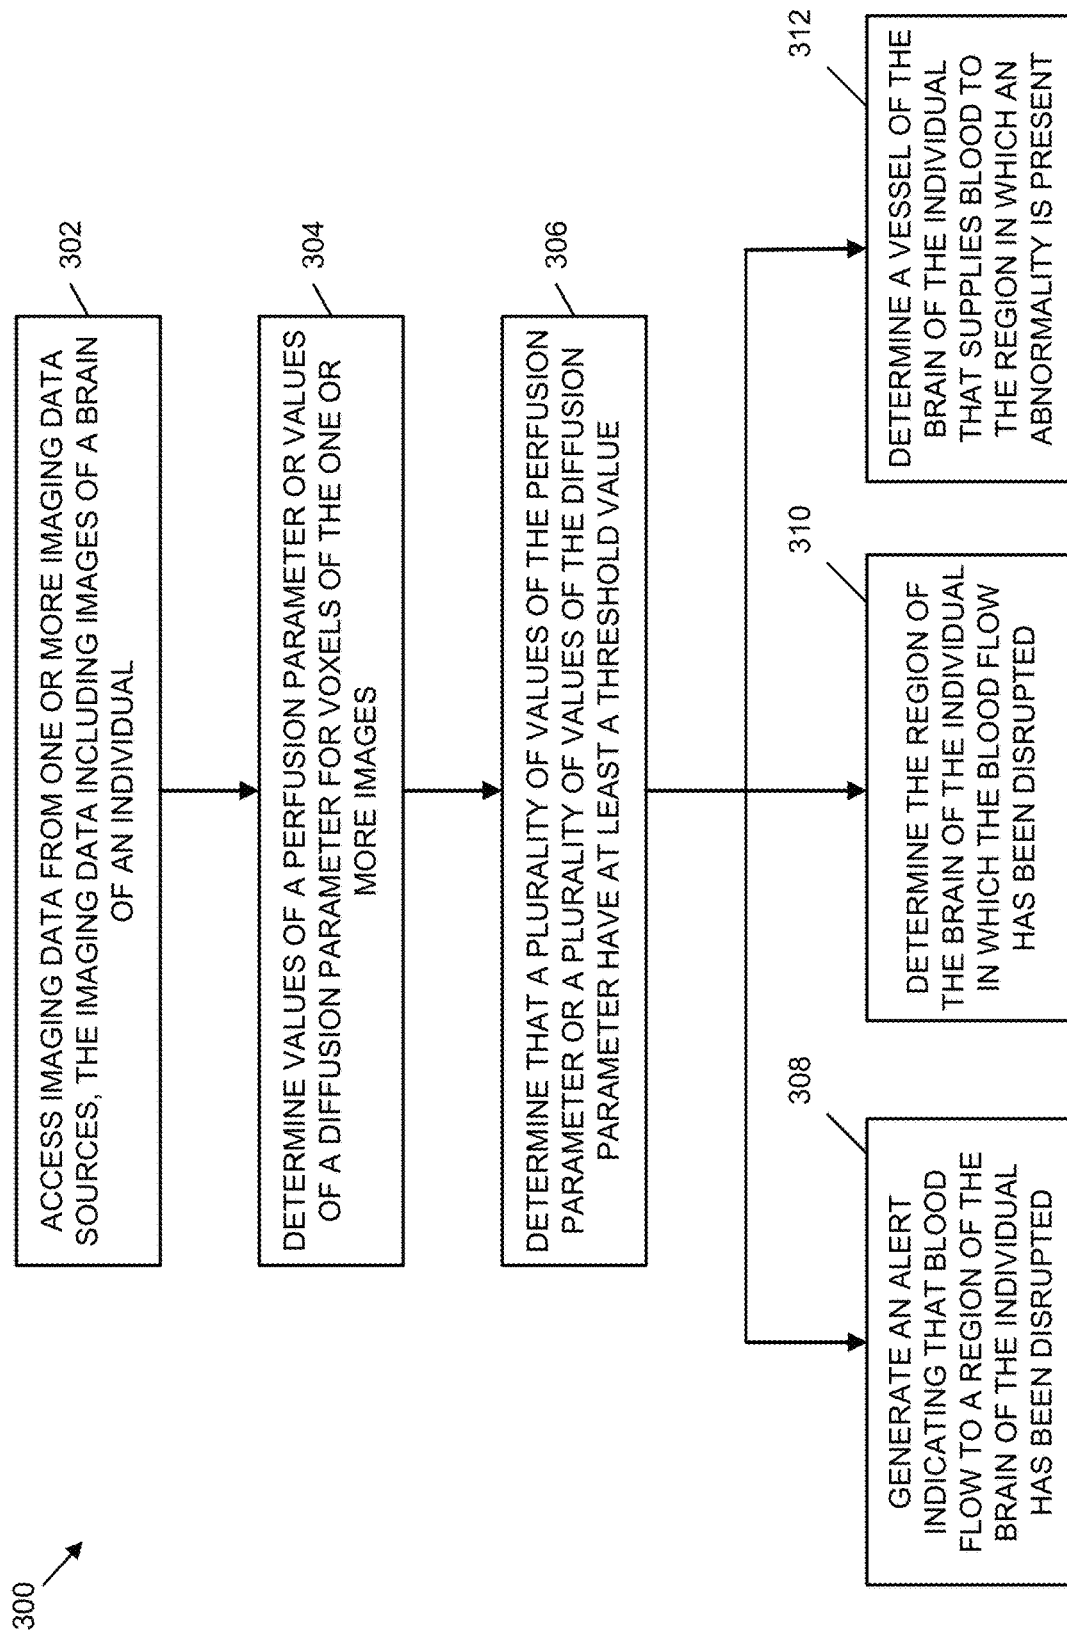 300
ACCESS IMAGING DATA FROM ONE OR MORE IMAGING DATA
SOURCES, THE IMAGING DATA INCLUDING IMAGES OF A BRAIN
OF AN INDIVIDUAL
302
DETERMINE VALUES OF A PERFUSION PARAMETER OR VALUES
OF A DIFFUSION PARAMETER FOR VOXELS OF THE ONE OR
MORE IMAGES
304
DETERMINE THAT A PLURALITY OF VALUES OF THE PERFUSION
PARAMETER OR A PLURALITY OF VALUES OF THE DIFFUSION
PARAMETER HAVE AT LEAST A THRESHOLD VALUE
306
308
GENERATE AN ALERT
INDICATING THAT BLOOD
FLOW TO A REGION OF THE
BRAIN OF THE INDIVIDUAL
HAS BEEN DISRUPTED
310
DETERMINE THE REGION OF
THE BRAIN OF THE INDIVIDUAL
IN WHICH THE BLOOD FLOW
HAS BEEN DISRUPTED
312
DETERMINE A VESSEL OF THE
BRAIN OF THE INDIVIDUAL
THAT SUPPLIES BLOOD TO
THE REGION IN WHICH AN
ABNORMALITY IS PRESENT